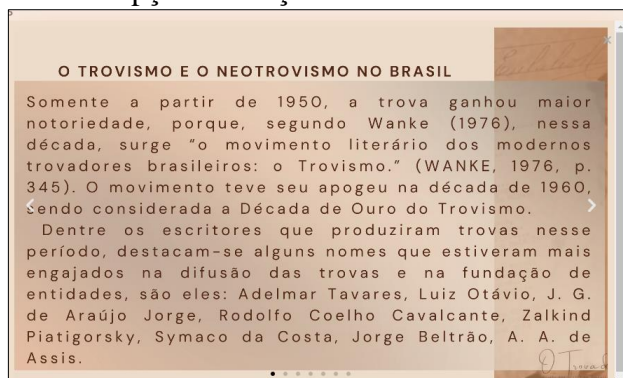 O TROVISMO E O NEOTROVISMO NO BRASIL
Somente a partir de 1950, a trova ganhou maior
notoriedade, porque, segundo Wanke (1976), nessa
década, surge “o movimento literário dos modernos
trovadores brasileiros: o Trovismo.” (WANKE, 1976, p.
345). O movimento teve seu apogeu na década de 1960,
sendo considerada a Década de Ouro do Trovismo.
Dentre os escritores que produziram trovas nesse
período, destacam-se alguns nomes que estiveram mais
engajados na difusão das trovas e na fundação de
entidades, são eles: Adelmar Tavares, Luiz Otávio, J. G.
de Araújo Jorge, Rodolfo Coelho Cavalcante, Zalkind
Piatigorsky, Symaco da Costa, Jorge Beltrão, A. A. de
Assis.